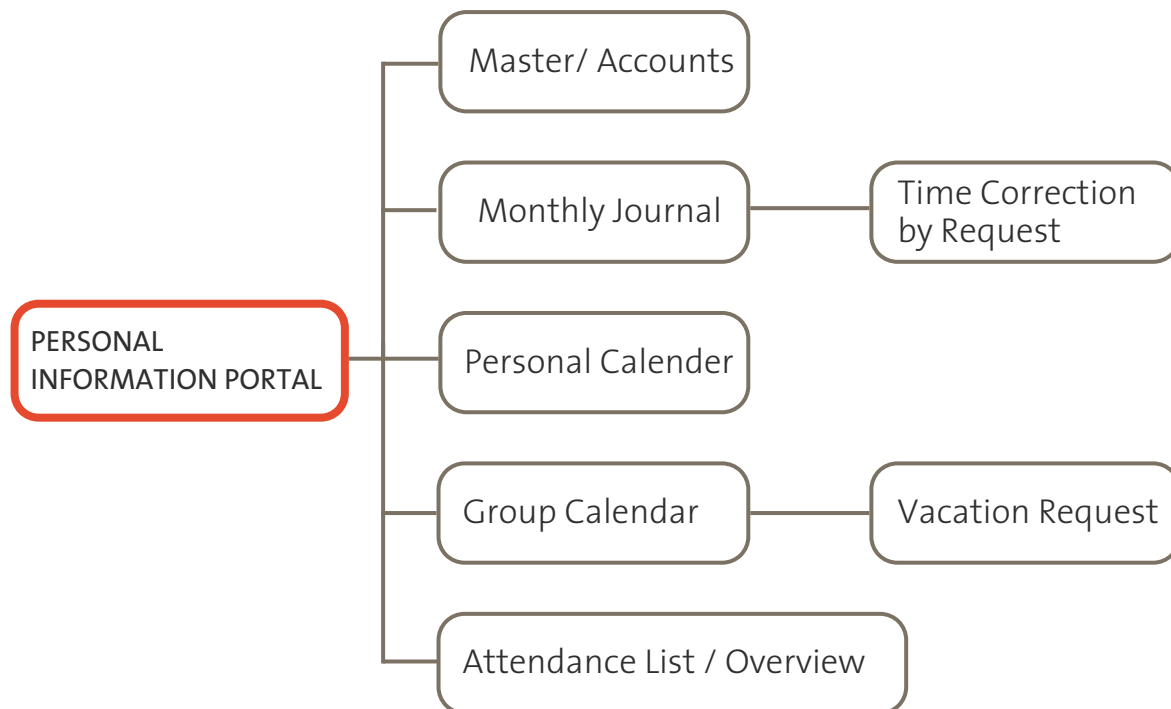 Master/ Accounts
Monthly Journal
Time Correction
by Request
PERSONAL
INFORMATION PORTAL
Personal Calender
Group Calendar
Vacation Request
Attendance List / Overview